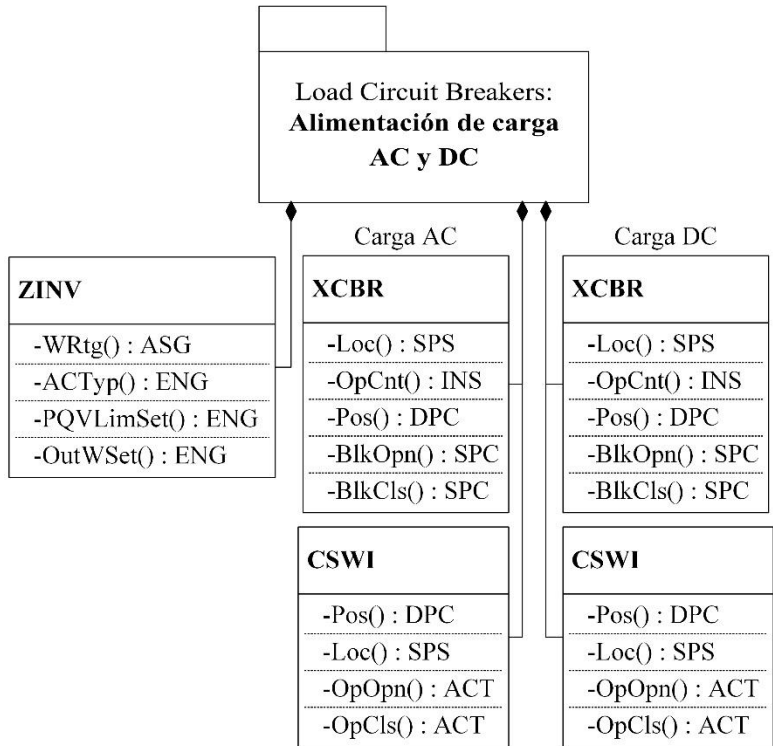 Load Circuit Breakers:
Alimentación de carga
AC y DC
Carga AC
Carga DC
ZINV
-WRtg() : ASG
-ACTyp() : ENG
-PQVLimSet() : ENG
-OutWSet() : ENG
XCBR
-Loc() : SPS
-OpCnt() : INS
-Pos() : DPC
-BlkOpn() : SPC
-BlkCls() : SPC
XCBR
-Loc() : SPS
-OpCnt() : INS
-Pos() : DPC
-BlkOpn() : SPC
-BlkCls() : SPC
CSWI
-Pos() : DPC
-Loc() : SPS
-OpOpn() : ACT
-OpCls() : ACT
CSWI
-Pos() : DPC
-Loc() : SPS
-OpOpn() : ACT
-OpCls() : ACT